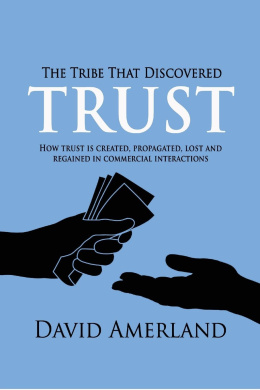 The Tribe That Discovered
TRUST
How trust is created, propagated, lost and
regained in commercial interactions
David Amerland